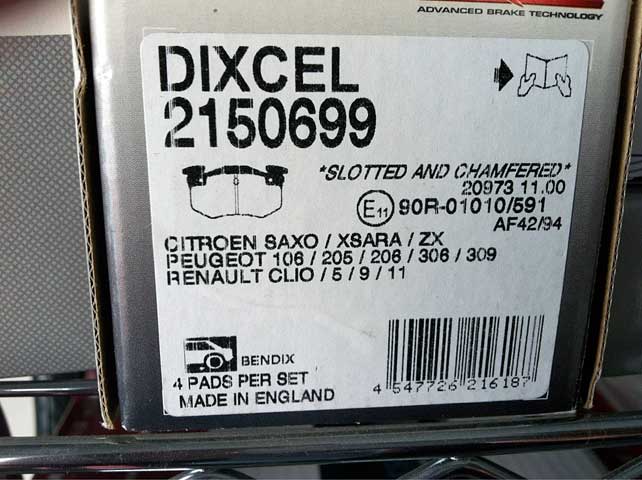 ADVANCED BRAKE TECHNOLOGY
DIXCEL
2150699
*SLOTTED AND CHAMFERED*
20973 11.00
E11 90R-01010/591
AF42/94
CITROEN SAXO / XSARA / ZX
PEUGEOT 106 / 205 / 206 / 306 / 309
RENAULT CLIO / 5 / 9 / 11
BENDIX
4 PADS PER SET
MADE IN ENGLAND
4 547726 216187